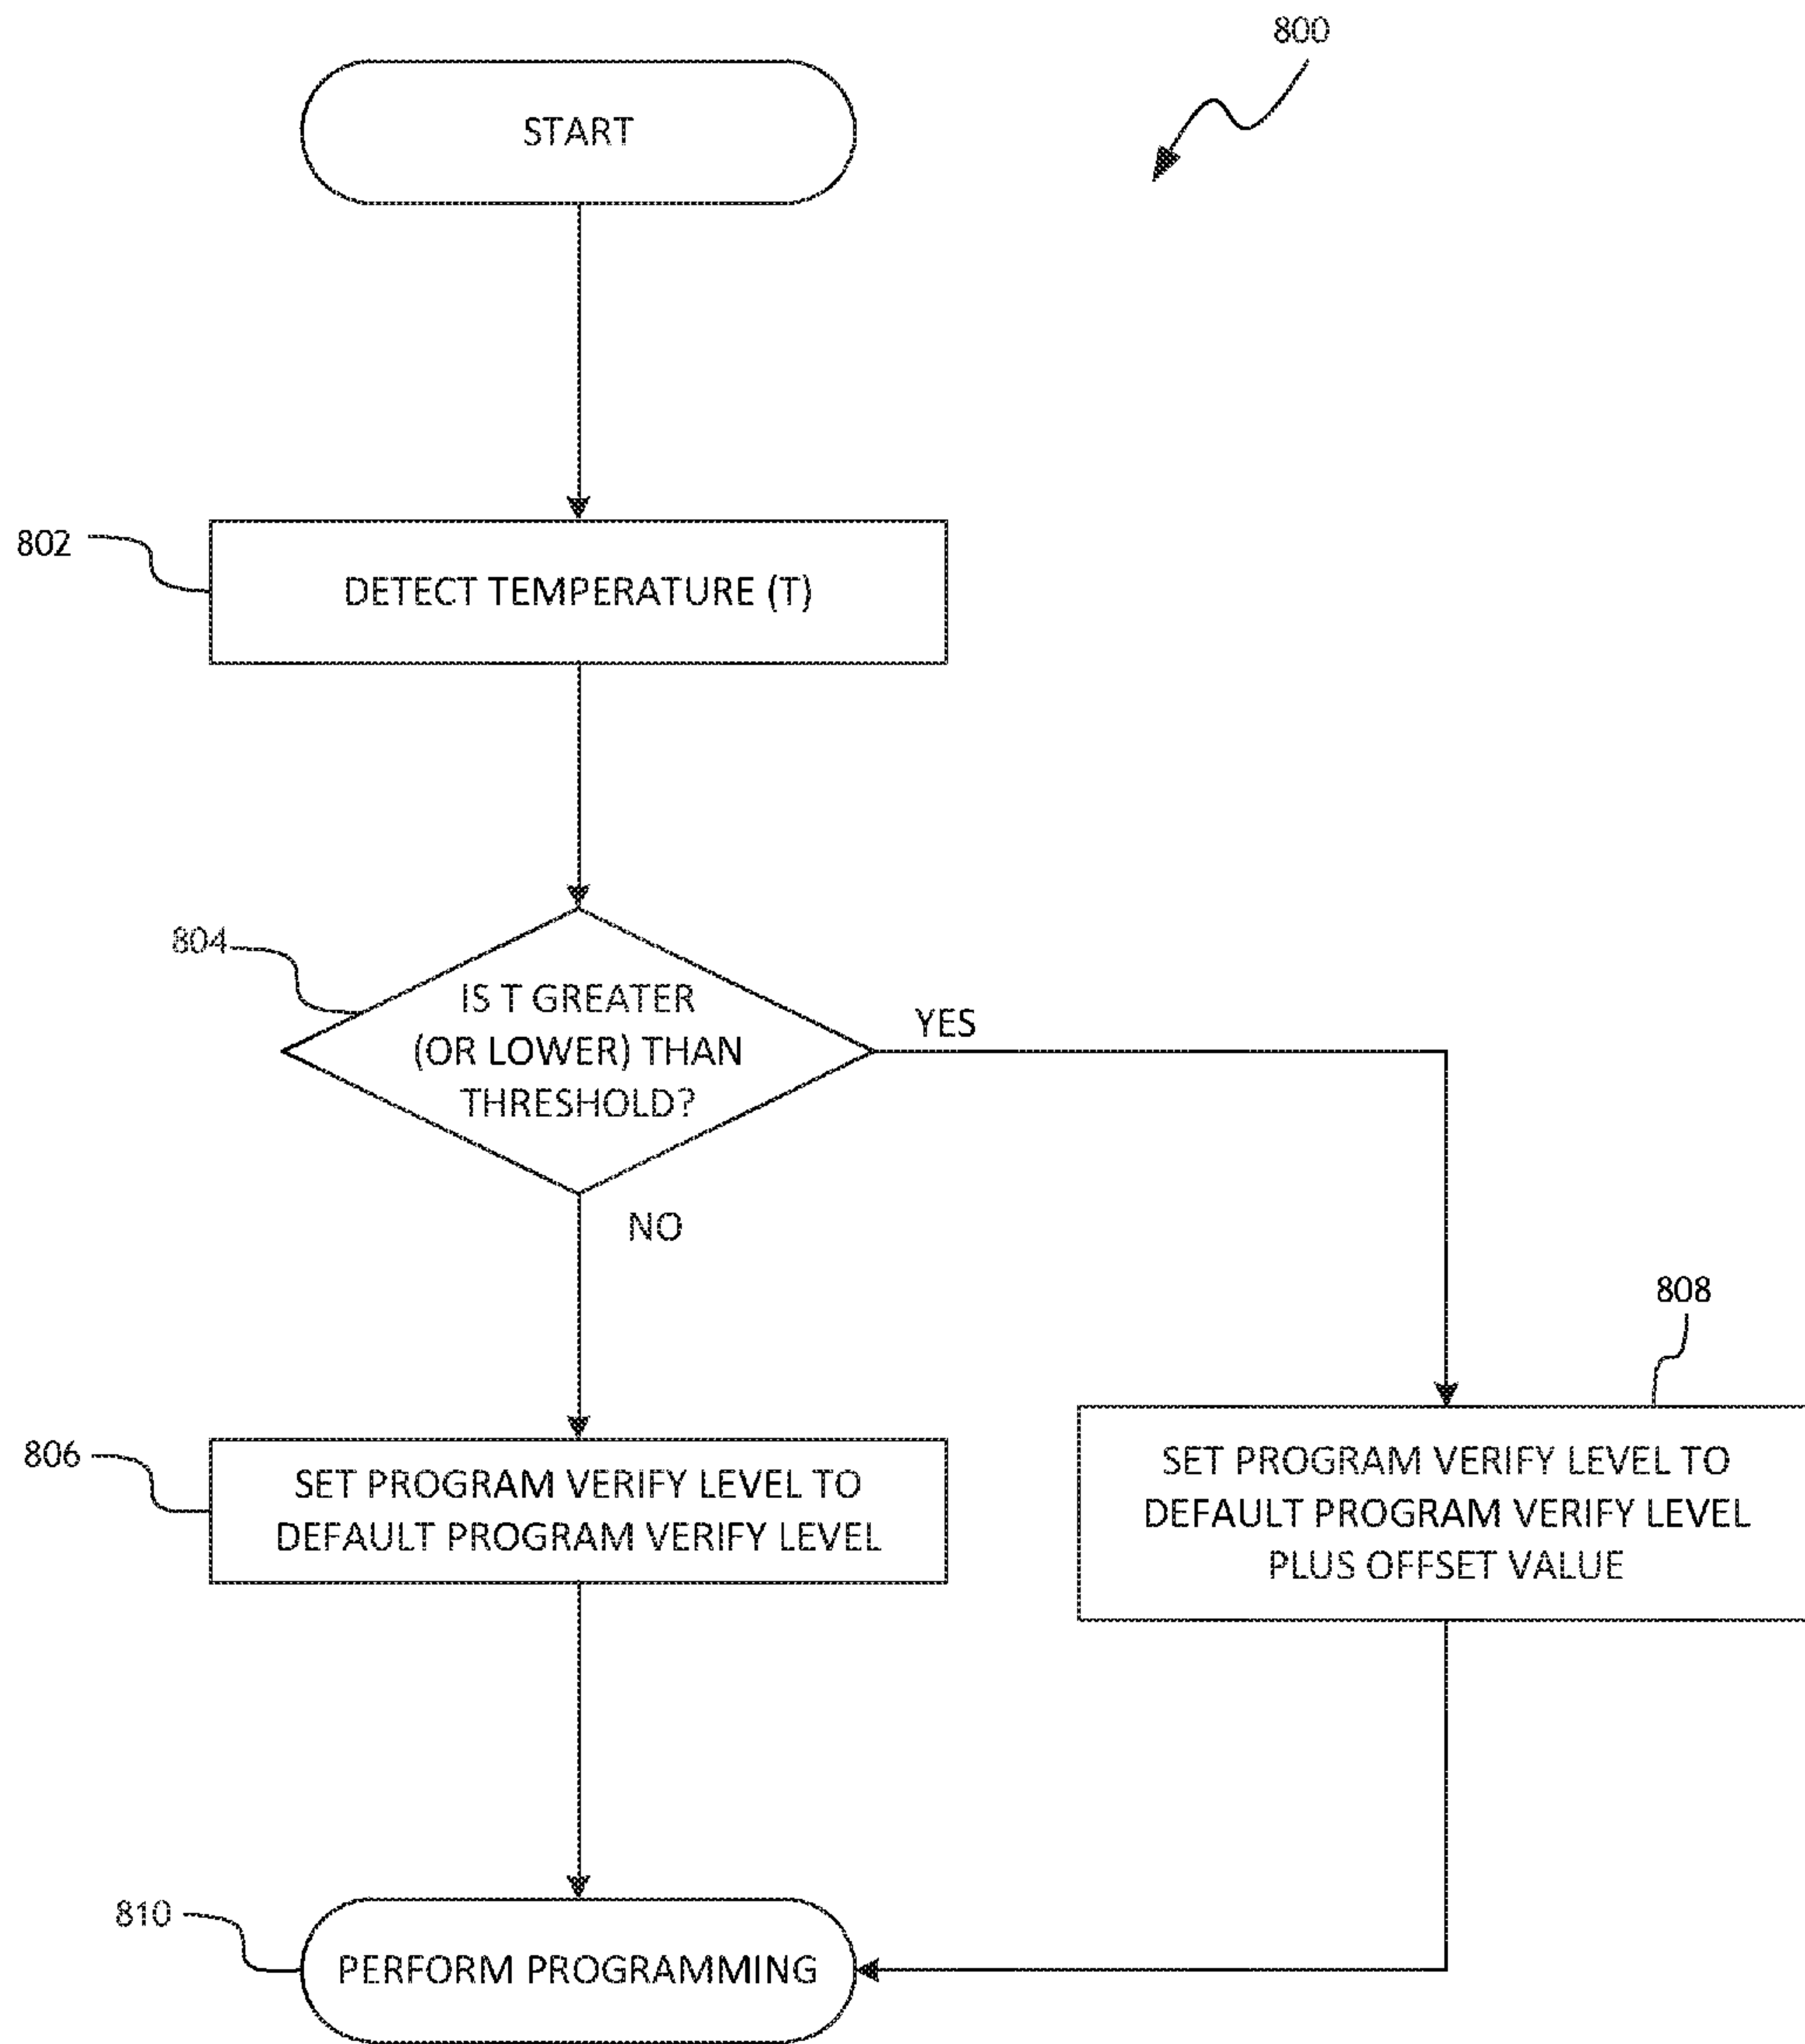 800
START
802
DETECT TEMPERATURE (T)
804
IS T GREATER
(OR LOWER) THAN
THRESHOLD?
YES
NO
808
806
SET PROGRAM VERIFY LEVEL TO
DEFAULT PROGRAM VERIFY LEVEL
SET PROGRAM VERIFY LEVEL TO
DEFAULT PROGRAM VERIFY LEVEL
PLUS OFFSET VALUE
810
PERFORM PROGRAMMING